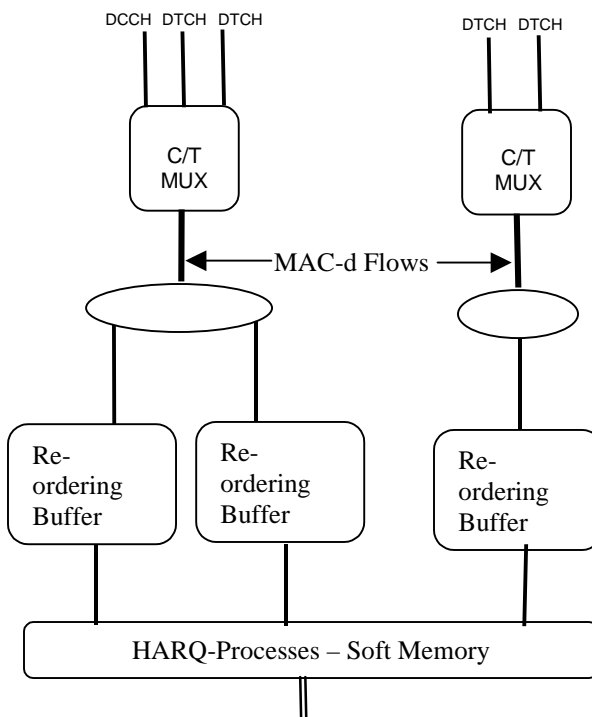 DCCH DTCH DTCH
DTCH DTCH
C/T
MUX
C/T
MUX
MAC-d Flows
Re-
ordering
Buffer
Re-
ordering
Buffer
Re-
ordering
Buffer
HARQ-Processes – Soft Memory